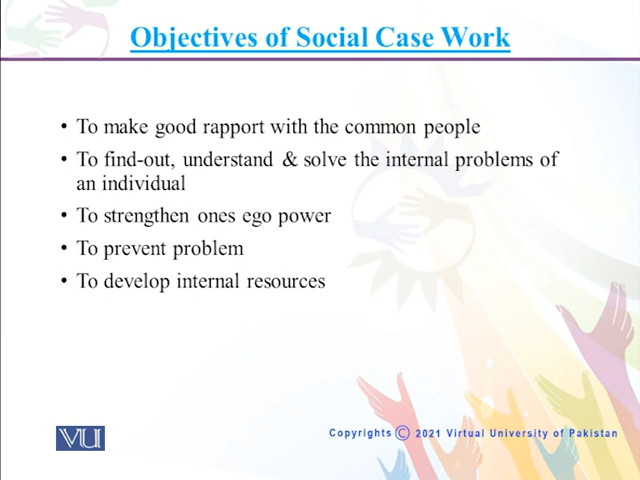 Objectives of Social Case Work
• To make good rapport with the common people
• To find-out, understand & solve the internal problems of
an individual
• To strengthen ones ego power
• To prevent problem
• To develop internal resources
VU
Copyrights © 2021 Virtual University of Pakistan